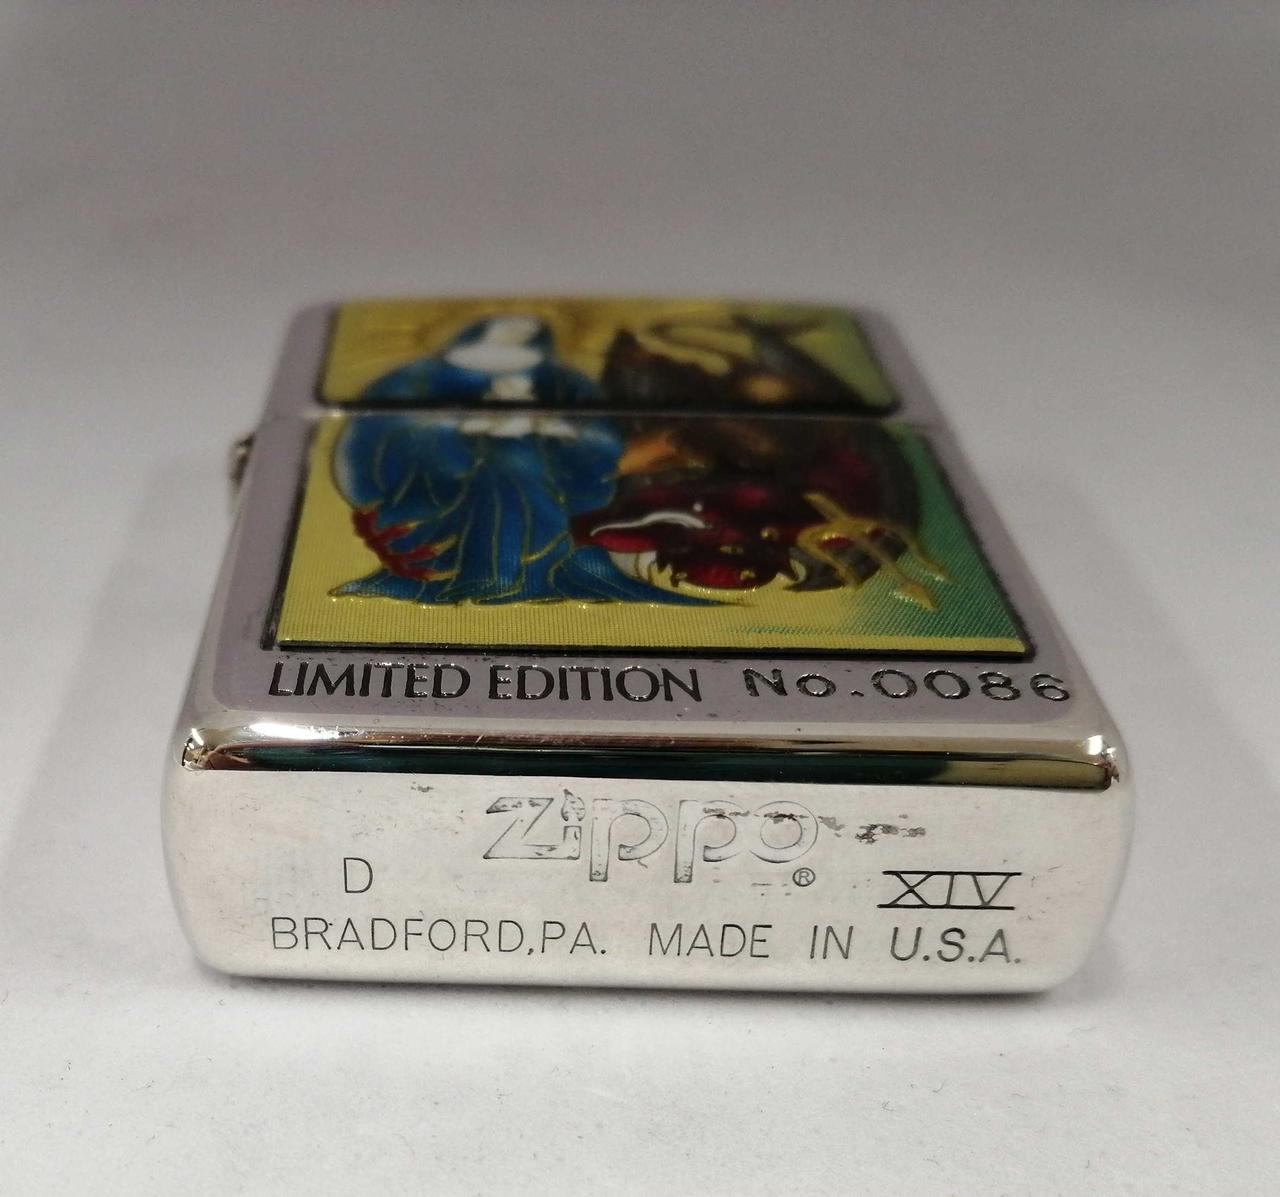 LIMITED EDITION No.0086
Zippo®
D XIV
BRADFORD,PA. MADE IN U.S.A.